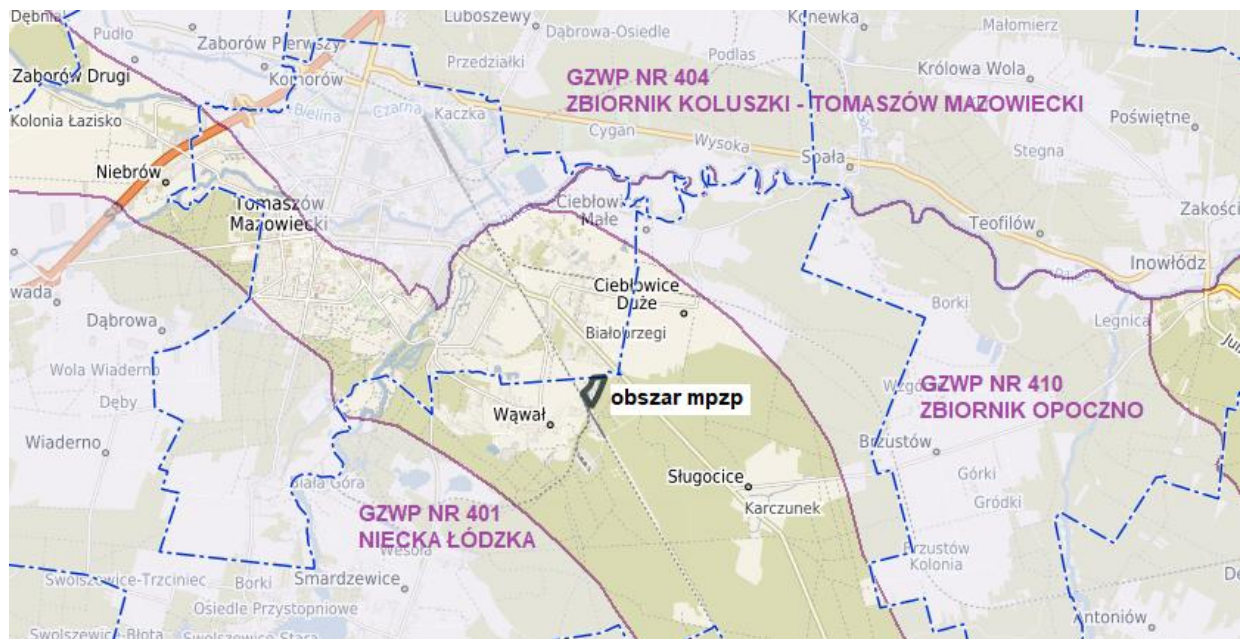 Dębnia
Pudło
Zaborów Pierwszy
Luboszewy
Dąbrowa-Osiedle
Konewka
Małomierz
Przedziałki
Podlas
Zaborów Drugi
Komorów
GZWP NR 404
ZBIORNIK KOLUSZKI - TOMASZÓW MAZOWIECKI
Królowa Wola
Kolonia Łazisko
Bielina
Czarna
Kaczka
Cygan
Wysoka
Poświętne
Stegna
Spała
Niebrów
Tomaszów
Mazowiecki
Ciebłowice
Małe
Teofilów
Zakości
Inowłódz
wada
Ciebłowice
Duże
Borki
Legnica
Dąbrowa
Białobrzegi
Wola Wiaderno
Dęby
obszar mpzp
GZWP NR 410
ZBIORNIK OPOCZNO
Wąwał
Wiaderno
Brzustów
Sługocice
Górki
Biała Góra
Karczunek
Gródki
GZWP NR 401
NIECKA ŁÓDZKA
Wesoła
Brzustów
Kolonia
Swolszewice-Trzciniec
Borki
Smardzewice
De
Osiedle Przystopniowe
Antoniów
Swolszewice-Błota
Swolszewice Stare